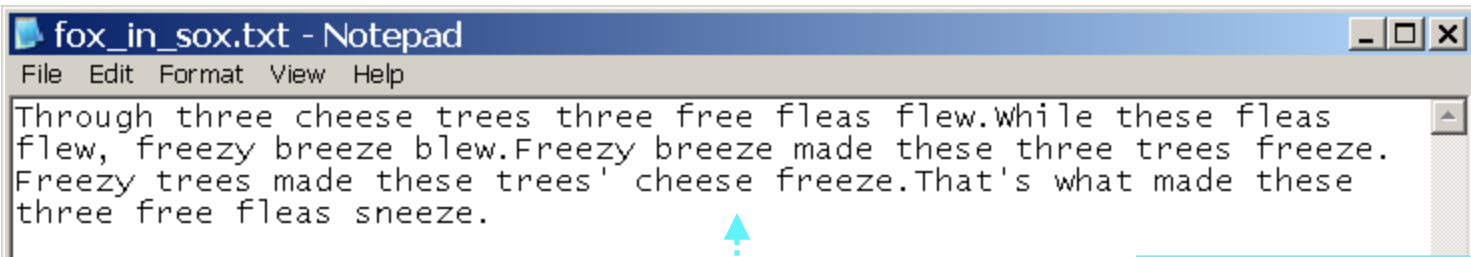 fox_in_sox.txt - Notepad
File Edit Format View Help
Through three cheese trees three free fleas flew.While these fleas
flew, freezy breeze blew.Freezy breeze made these three trees freeze.
Freezy trees made these trees' cheese freeze.That's what made these
three free fleas sneeze.